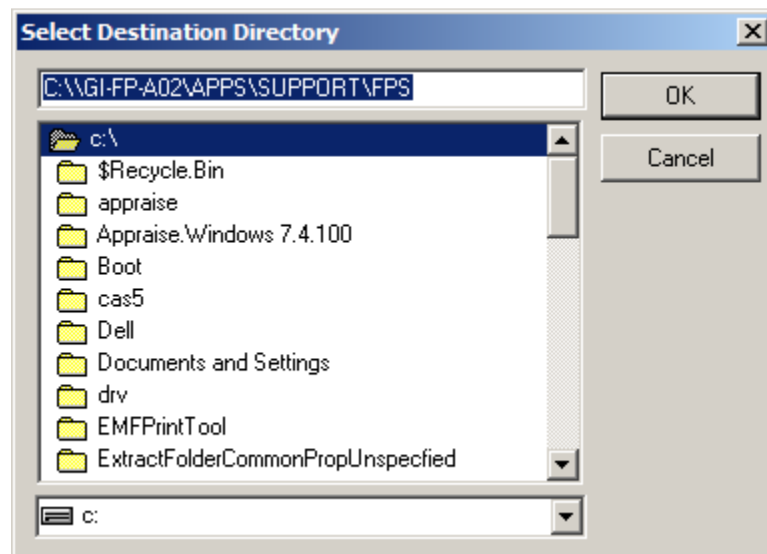 Select Destination Directory
C:\\GI-FP-A02\APPS\SUPPORT\FPS
OK
c:\
Cancel
$Recycle.Bin
appraise
Appraise.Windows 7.4.100
Boot
cas5
Dell
Documents and Settings
drv
EMFPrintTool
ExtractFolderCommonPropUnspecfied
c: